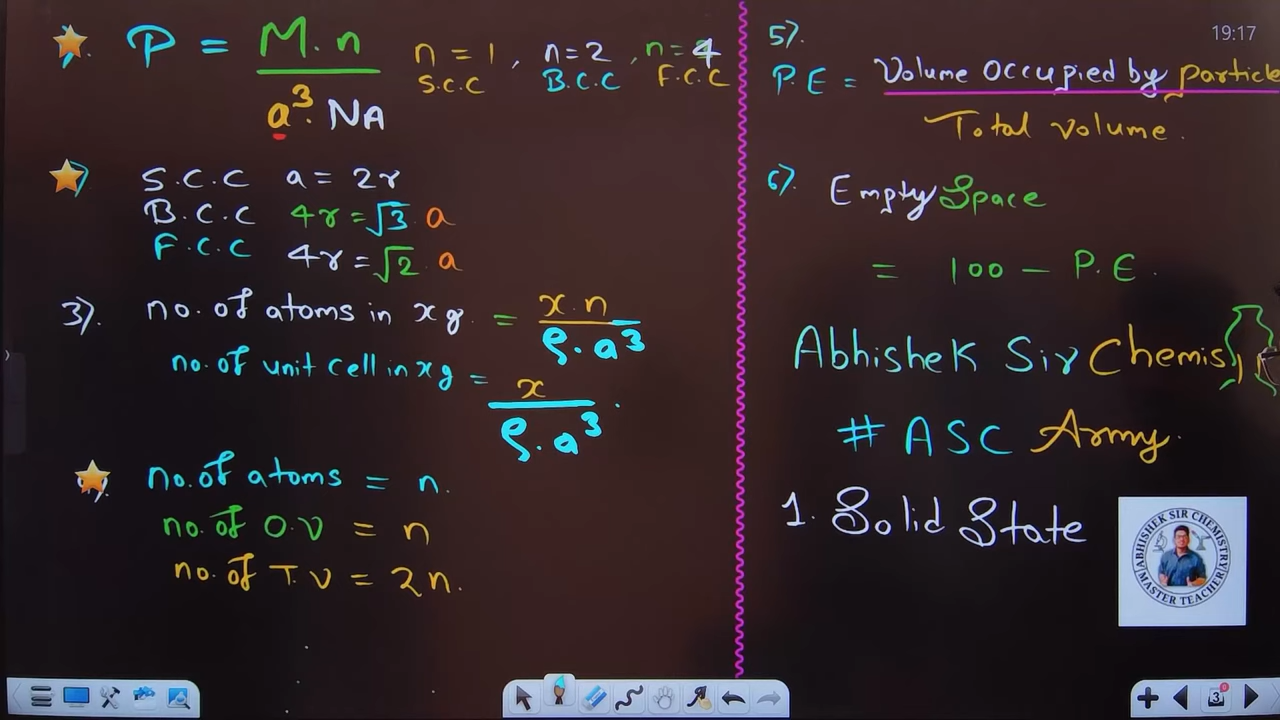 P = M.n / a³.NA
n = 1, n=2, n=4
S.C.C B.C.C F.C.C
S.C.C a = 2r
B.C.C 4r = √3 a
F.C.C 4r = √2 a
3). no. of atoms in x g. = x.n / ρ.a³
no. of unit cell in x g = x / ρ.a³
no. of atoms = n.
no. of O.V = n
no. of T.V = 2n.
19:17
5).
P.E = Volume Occupied by particle
Total volume.
6). Empty Space
= 100 – P.E.
Abhishek Sir Chemis
# ASC Army.
1. Solid State
ABHISHEK SIR CHEMISTRY
MASTER TEACHER
3